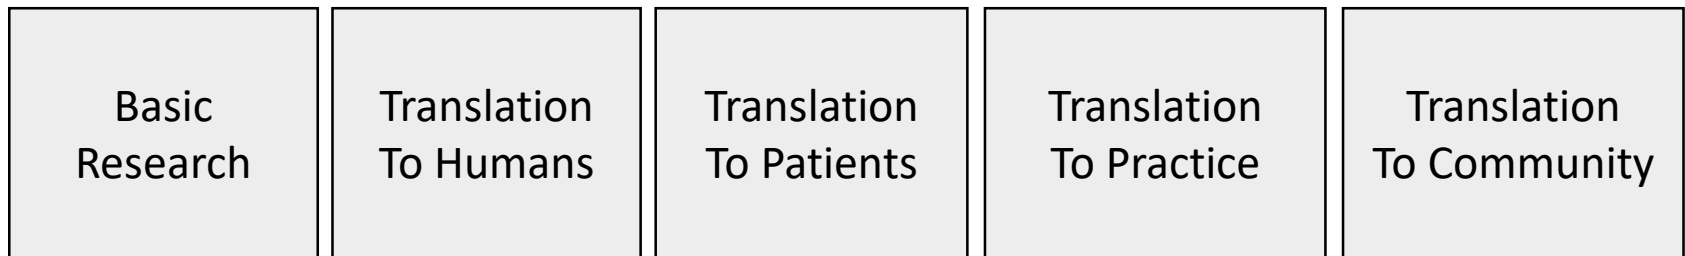 Basic
Research
Translation
To Humans
Translation
To Patients
Translation
To Practice
Translation
To Community